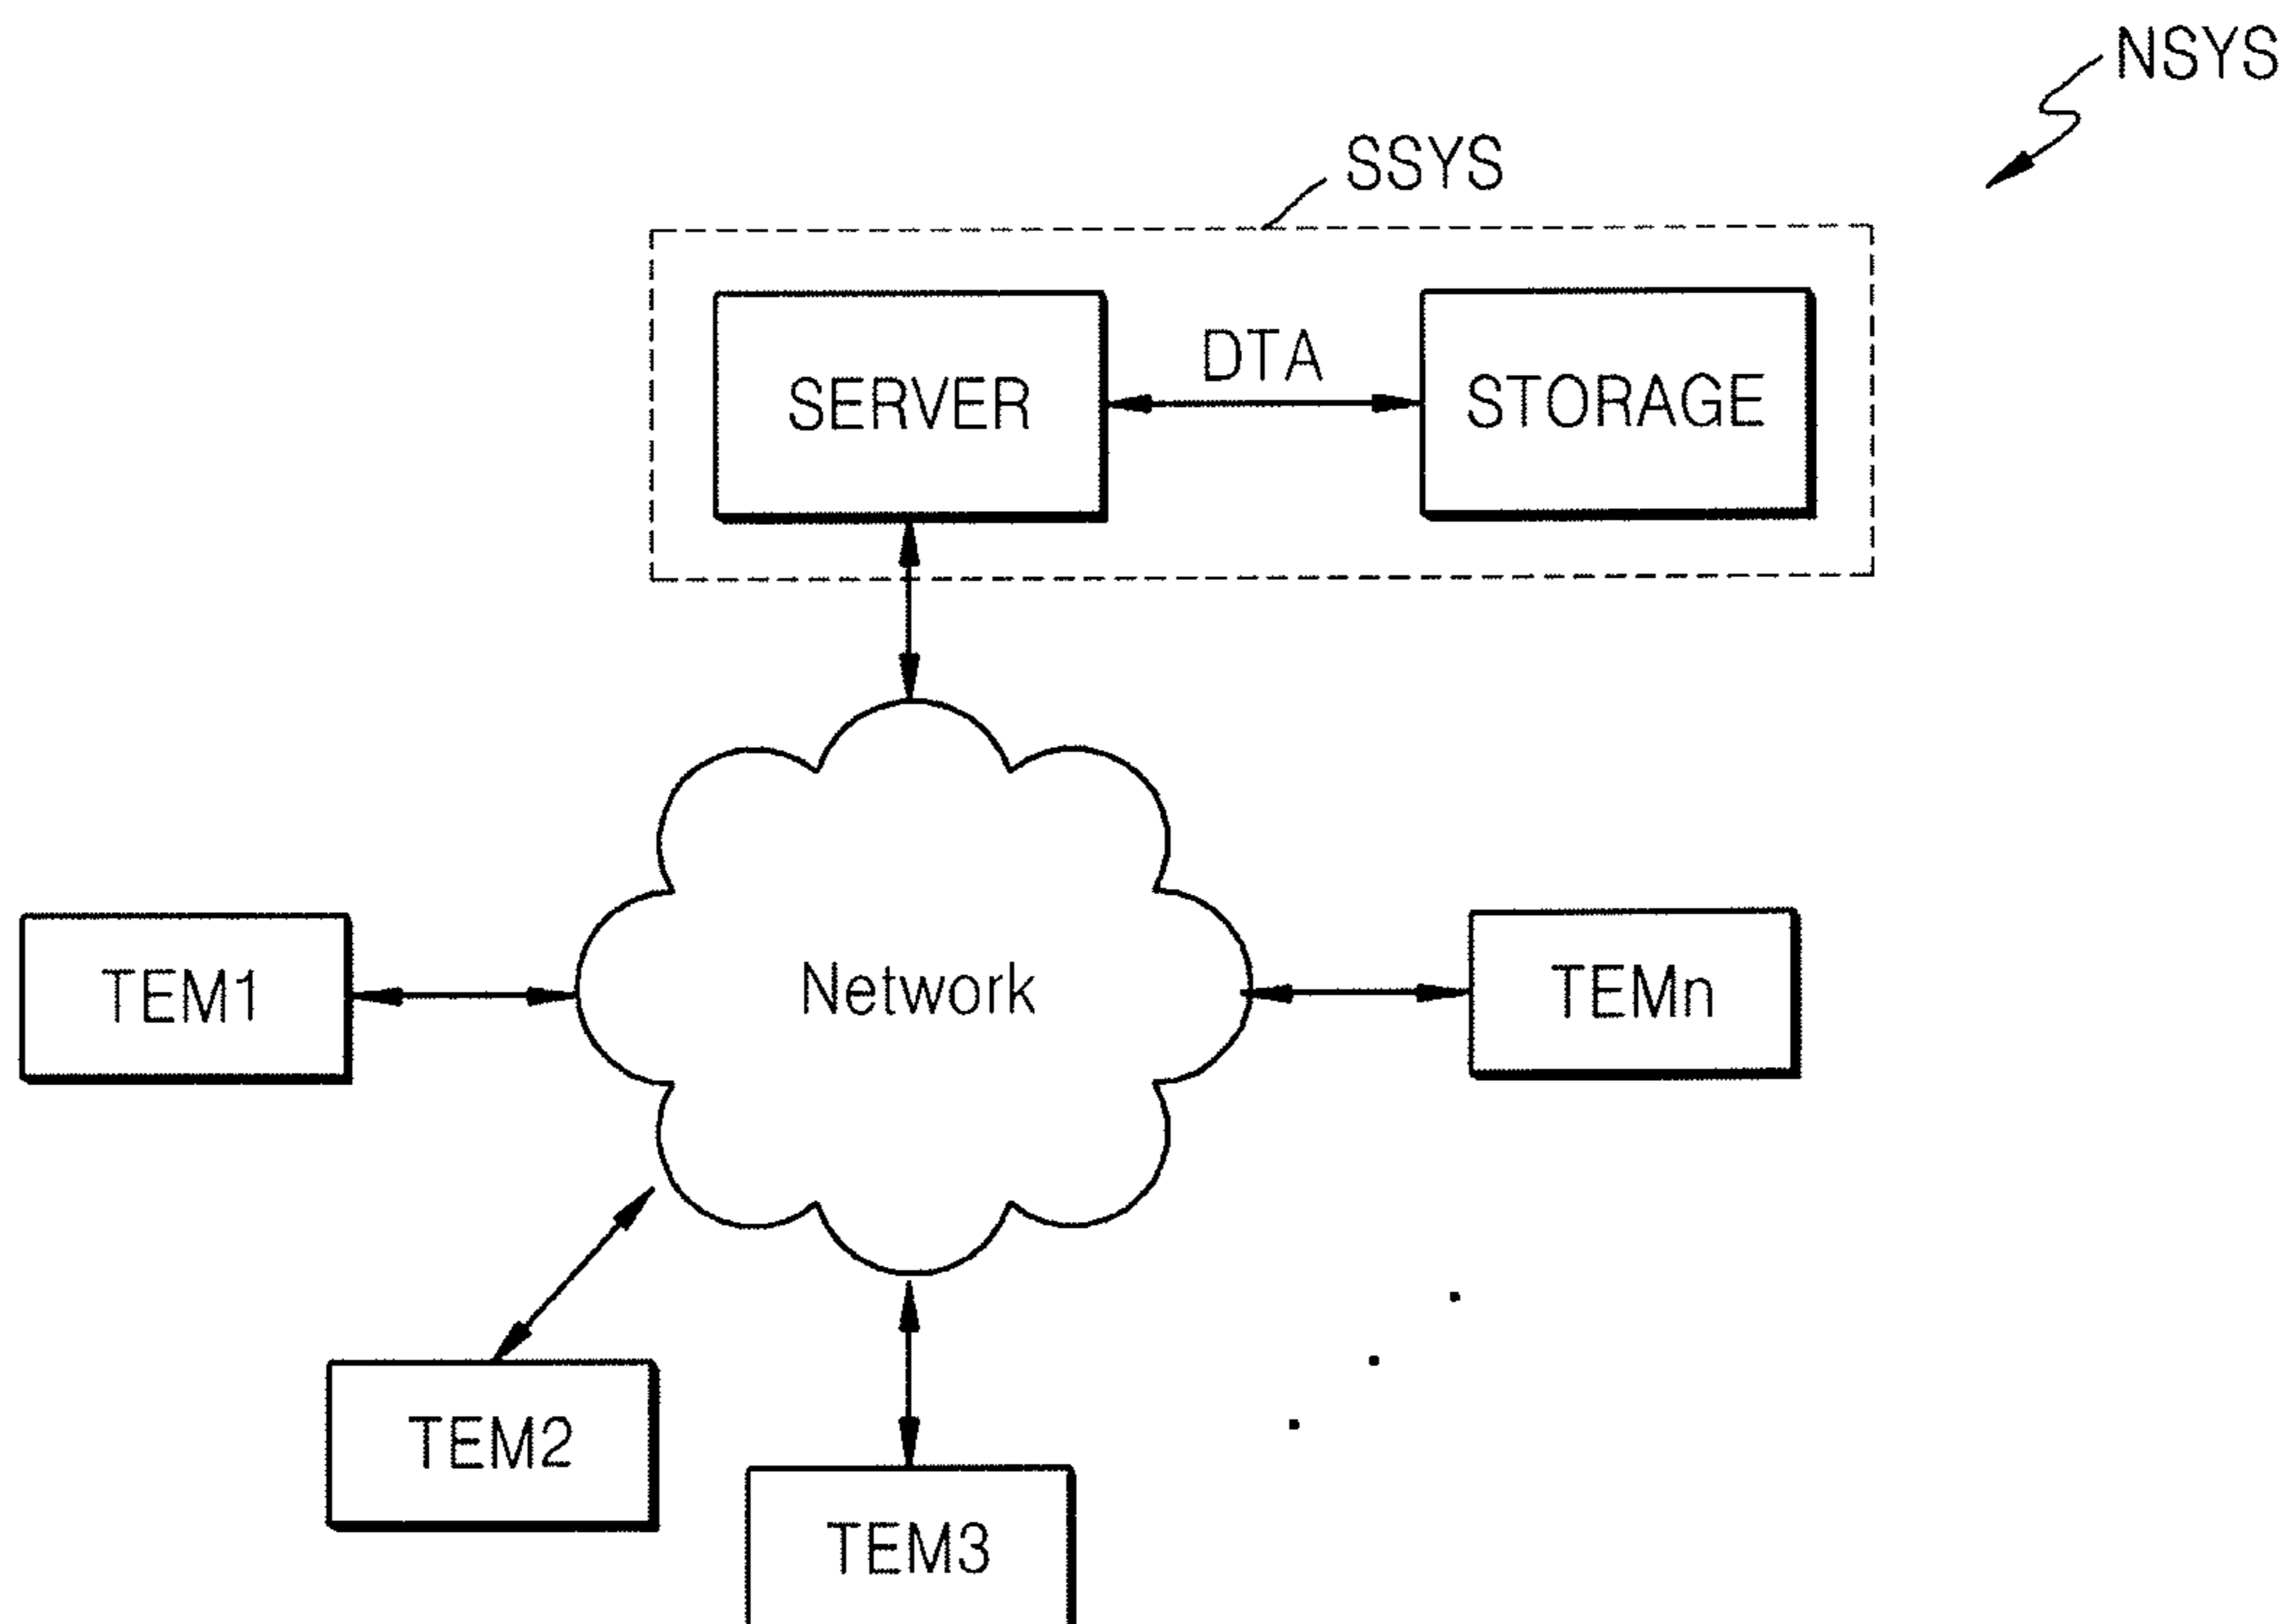 NSYS
SSYS
SERVER
DTA
STORAGE
TEM1
Network
TEMn
TEM2
TEM3